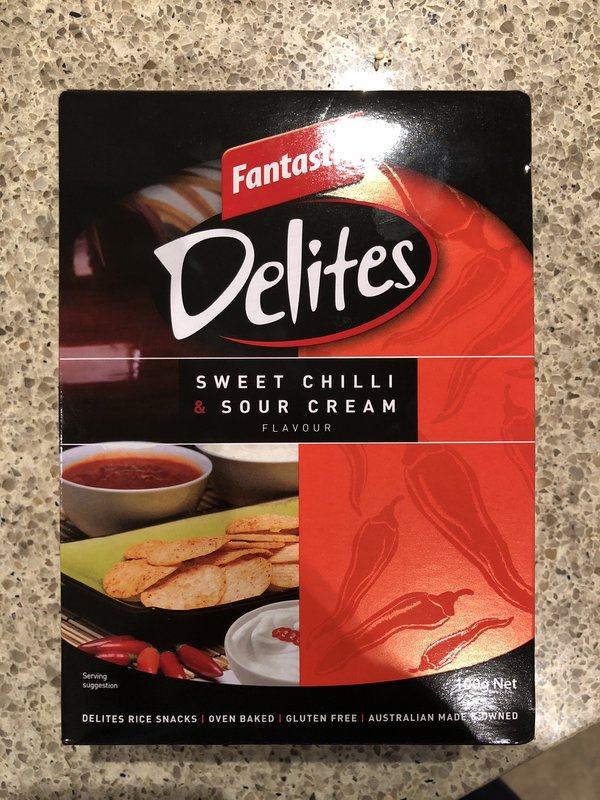 Fantastic
Delites
SWEET CHILLI
& SOUR CREAM
FLAVOUR
Serving
suggestion
100g Net
DELITES RICE SNACKS | OVEN BAKED | GLUTEN FREE | AUSTRALIAN MADE & OWNED